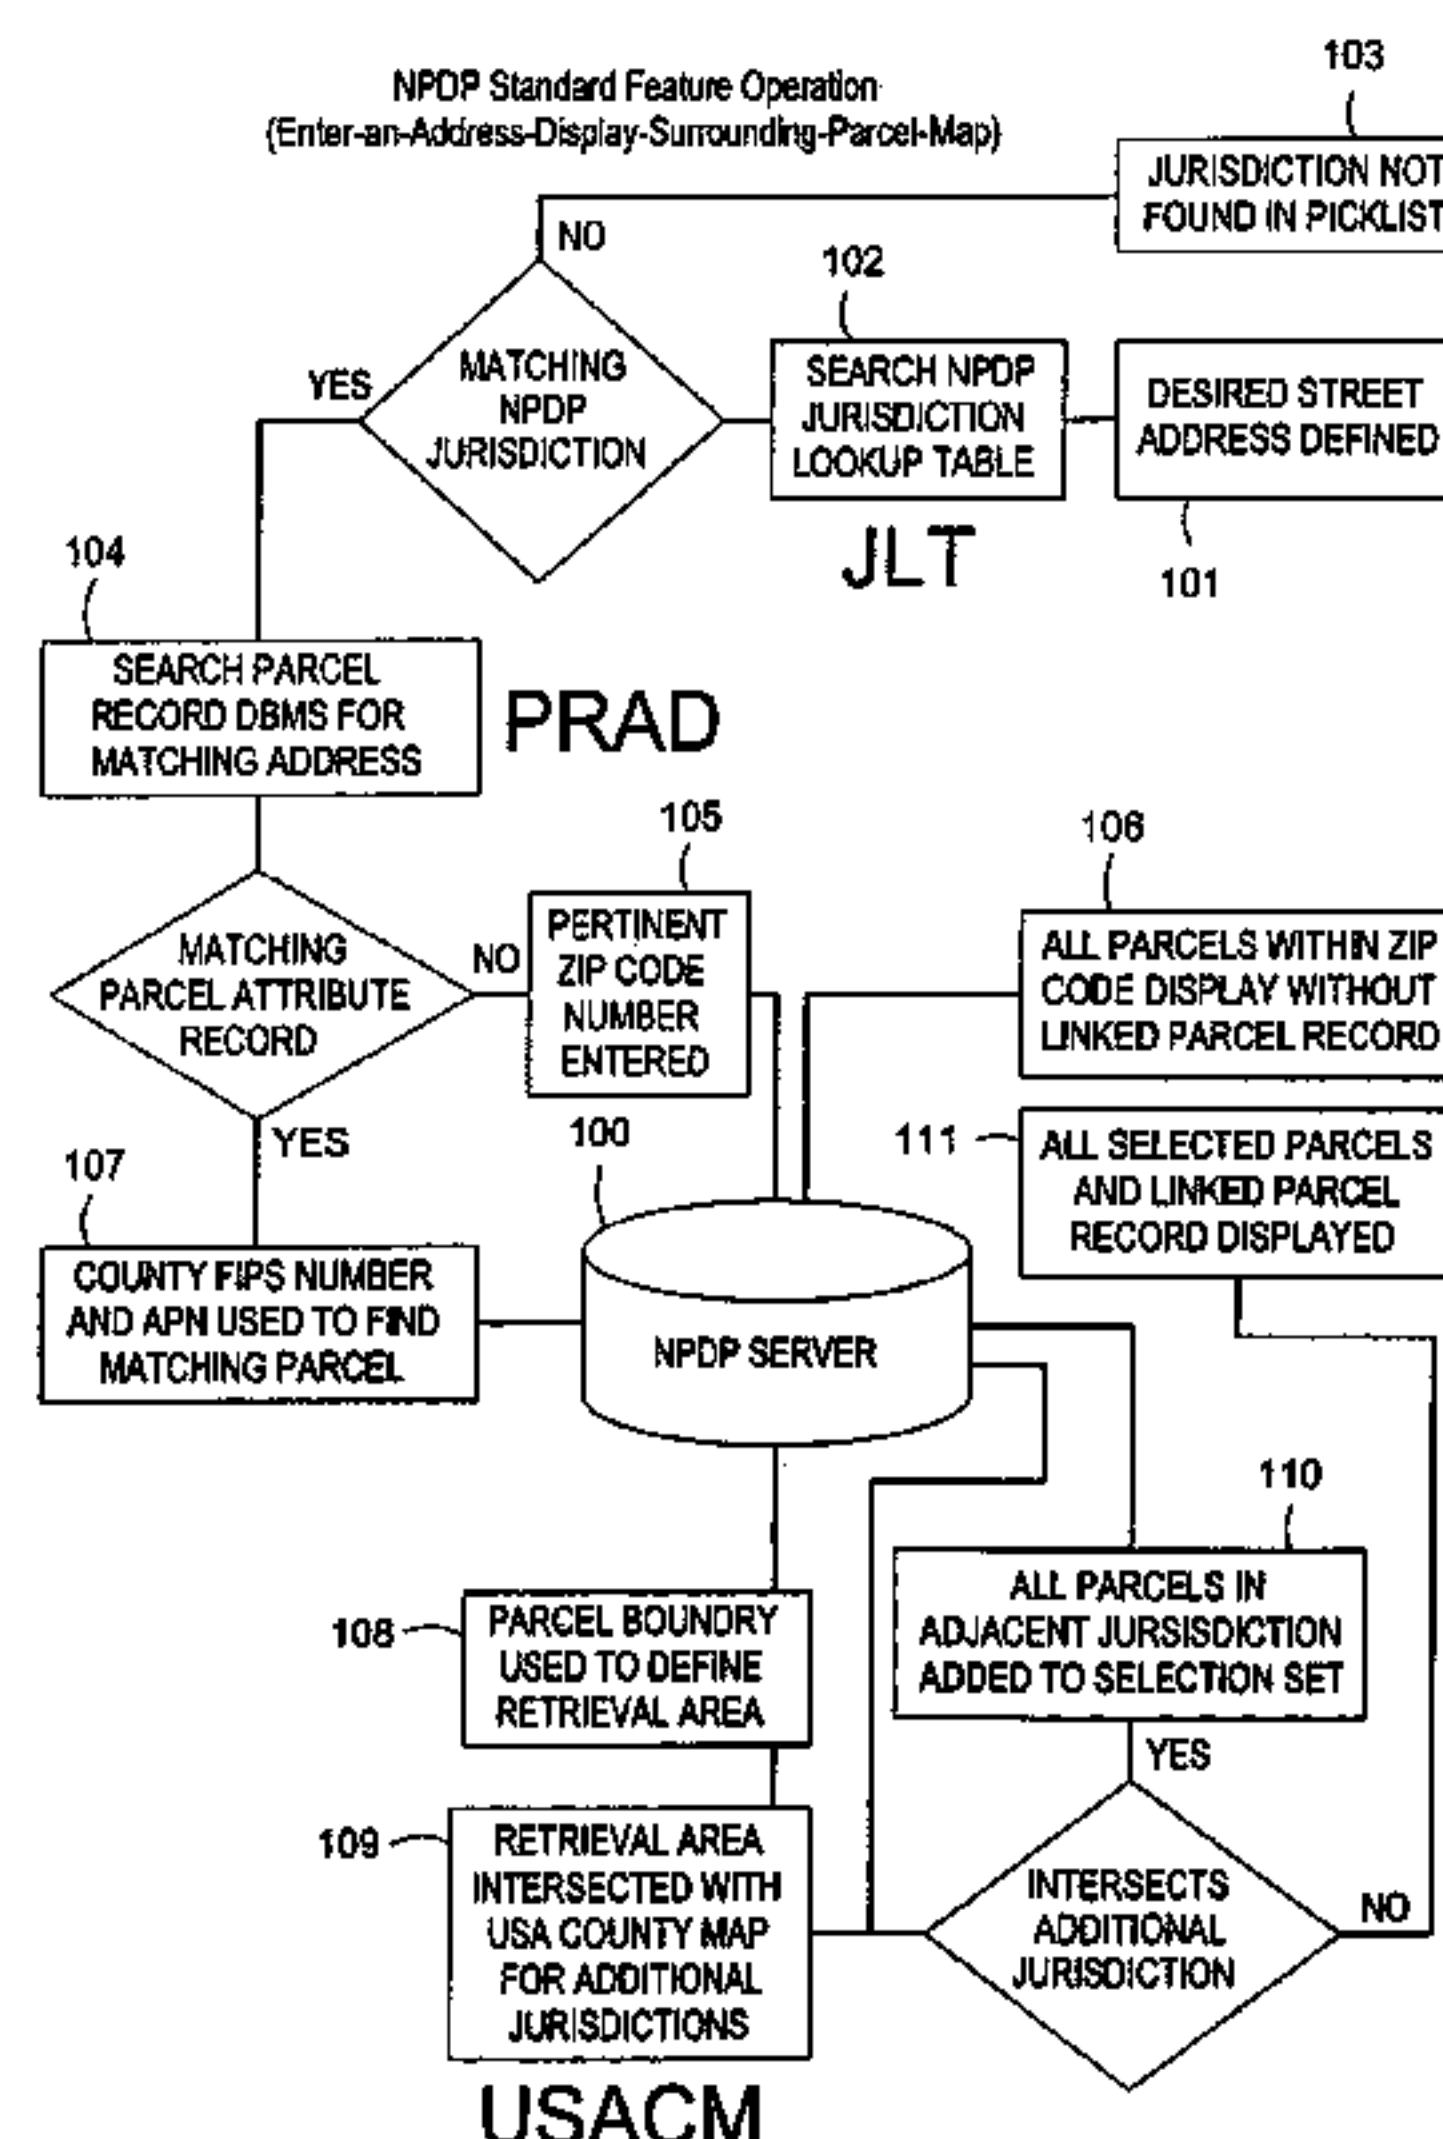 NPDP Standard Feature Operation
(Enter-an-Address-Display-Surrounding-Parcel-Map)
103
JURISDICTION NOT
FOUND IN PICKLIST
NO
102
YES
MATCHING
NPDP
JURISDICTION
SEARCH NPDP
JURISDICTION
LOOKUP TABLE
DESIRED STREET
ADDRESS DEFINED
JLT
101
104
SEARCH PARCEL
RECORD DBMS FOR
MATCHING ADDRESS
PRAD
105
106
MATCHING
PARCEL ATTRIBUTE
RECORD
NO
PERTINENT
ZIP CODE
NUMBER
ENTERED
ALL PARCELS WITHIN ZIP
CODE DISPLAY WITHOUT
LINKED PARCEL RECORD
YES
100
111
ALL SELECTED PARCELS
AND LINKED PARCEL
RECORD DISPLAYED
107
COUNTY FIPS NUMBER
AND APN USED TO FIND
MATCHING PARCEL
NPDP SERVER
110
108
PARCEL BOUNDRY
USED TO DEFINE
RETRIEVAL AREA
ALL PARCELS IN
ADJACENT JURSISDICTION
ADDED TO SELECTION SET
YES
109
RETRIEVAL AREA
INTERSECTED WITH
USA COUNTY MAP
FOR ADDITIONAL
JURISDICTIONS
INTERSECTS
ADDITIONAL
JURISDICTION
NO
USACM